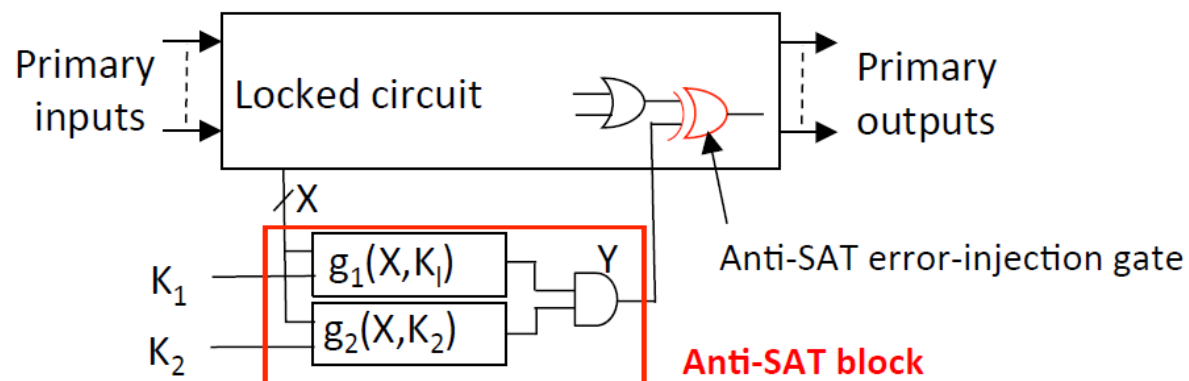 Primary
inputs
Locked circuit
Primary
outputs
X
Anti-SAT error-injection gate
K₁
g₁(X,Kₗ)
Y
K₂
g₂(X,K₂)
Anti-SAT block